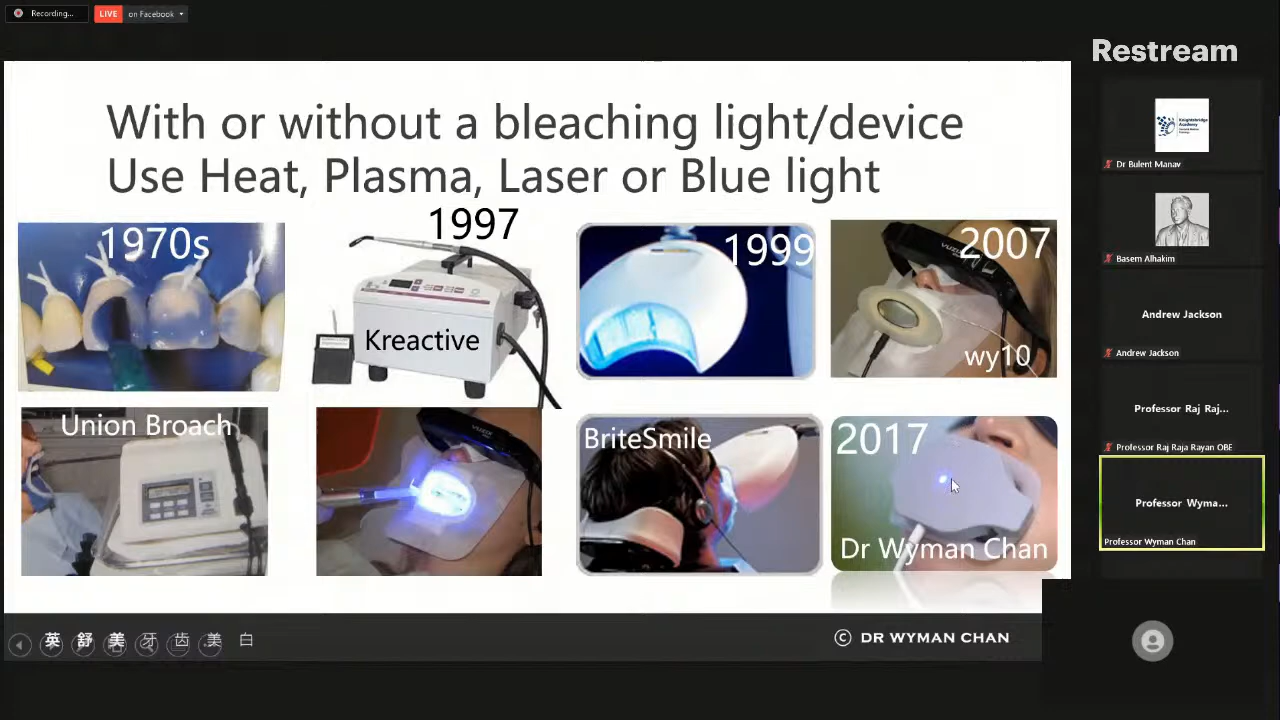 Recording...
LIVE on Facebook
Restream
With or without a bleaching light/device
Use Heat, Plasma, Laser or Blue light
1970s
1997
1999
2007
Kreactive
wy10
Union Broach
BriteSmile
2017
Dr Wyman Chan
英 舒 美 牙 齿 美 白
© DR WYMAN CHAN
Knightsbridge
Academy
Dr Bulent Manav
Basem Alhakim
Andrew Jackson
Andrew Jackson
Professor Raj Raj...
Professor Raj Raja Rayan OBE
Professor Wyma...
Professor Wyman Chan